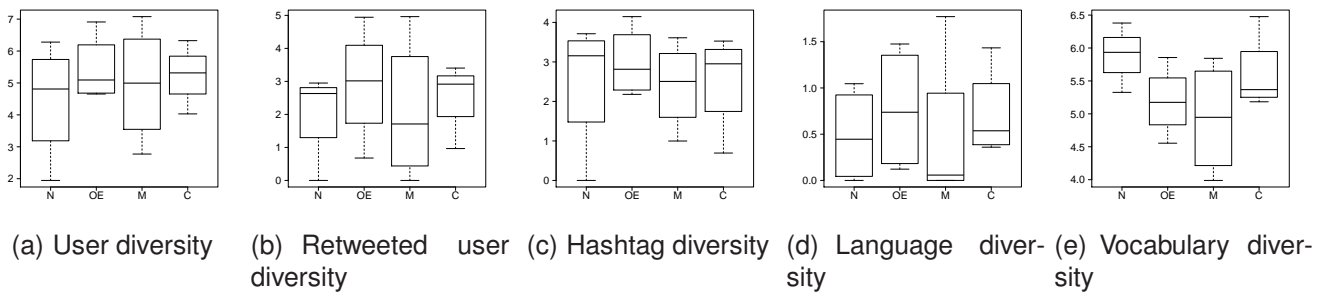 7
6
5
4
3
2
N OE M C
5
4
3
2
1
0
N OE M C
4
3
2
1
0
N OE M C
1.5
1.0
0.5
0.0
N OE M C
6.5
6.0
5.5
5.0
4.5
4.0
N OE M C
(a) User diversity
(b) Retweeted user
diversity
(c) Hashtag diversity
(d) Language diver-
sity
(e) Vocabulary diver-
sity